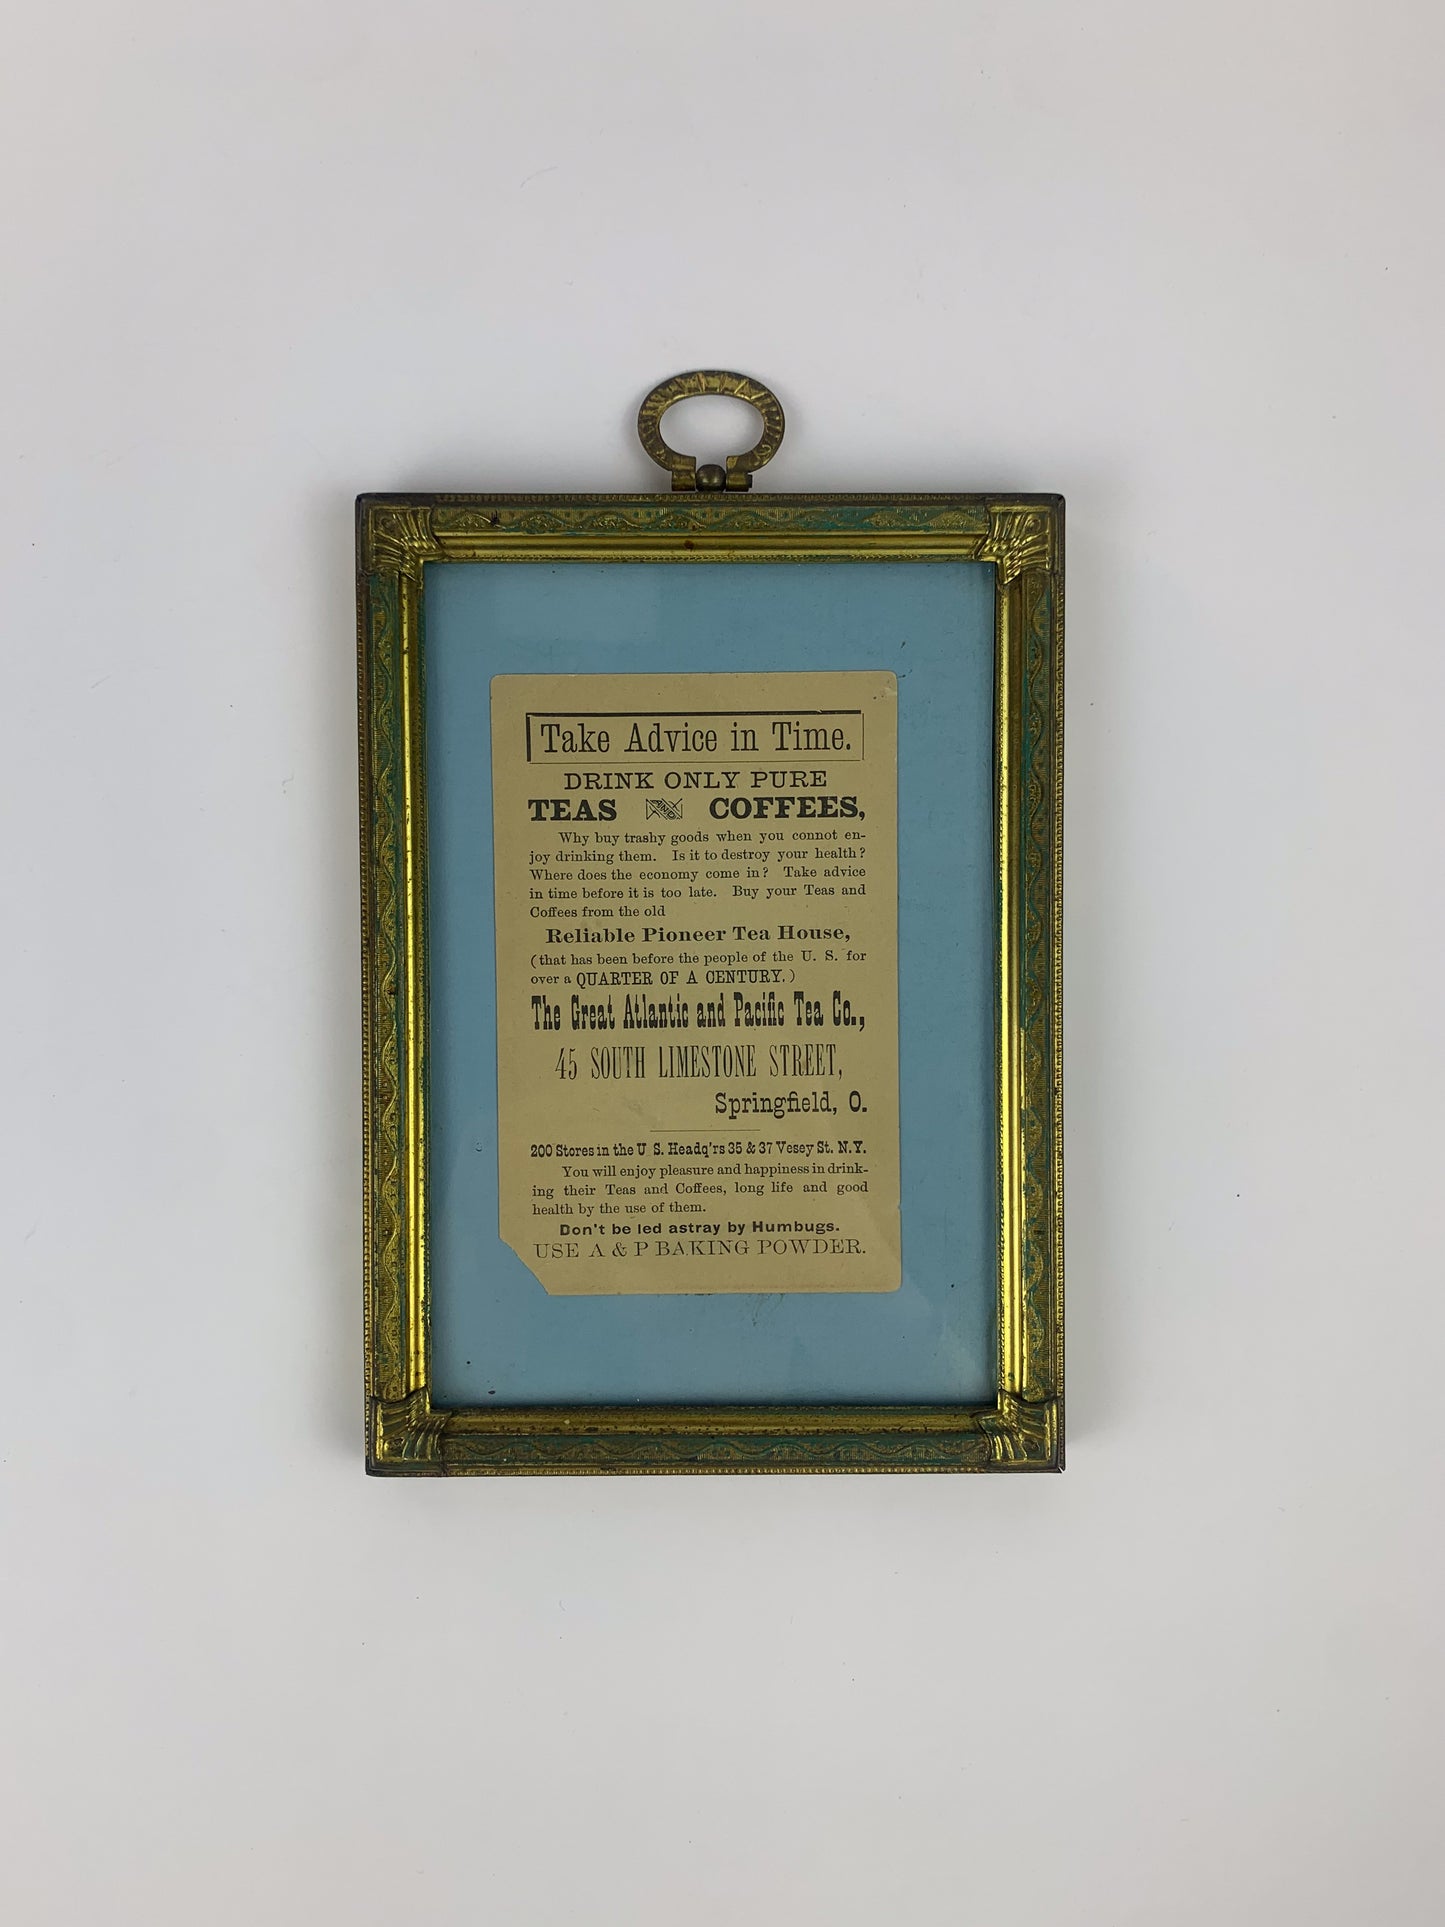 Take Advice in Time.
DRINK ONLY PURE
TEAS AND COFFEES,
Why buy trashy goods when you connot en-
joy drinking them. Is it to destroy your health?
Where does the economy come in? Take advice
in time before it is too late. Buy your Teas and
Coffees from the old
Reliable Pioneer Tea House,
(that has been before the people of the U. S. for
over a QUARTER OF A CENTURY.)
The Great Atlantic and Pacific Tea Co.,
45 SOUTH LIMESTONE STREET,
Springfield, O.
200 Stores in the U S. Headq'rs 35 & 37 Vesey St. N.Y.
You will enjoy pleasure and happiness in drink-
ing their Teas and Coffees, long life and good
health by the use of them.
Don't be led astray by Humbugs.
USE A & P BAKING POWDER.